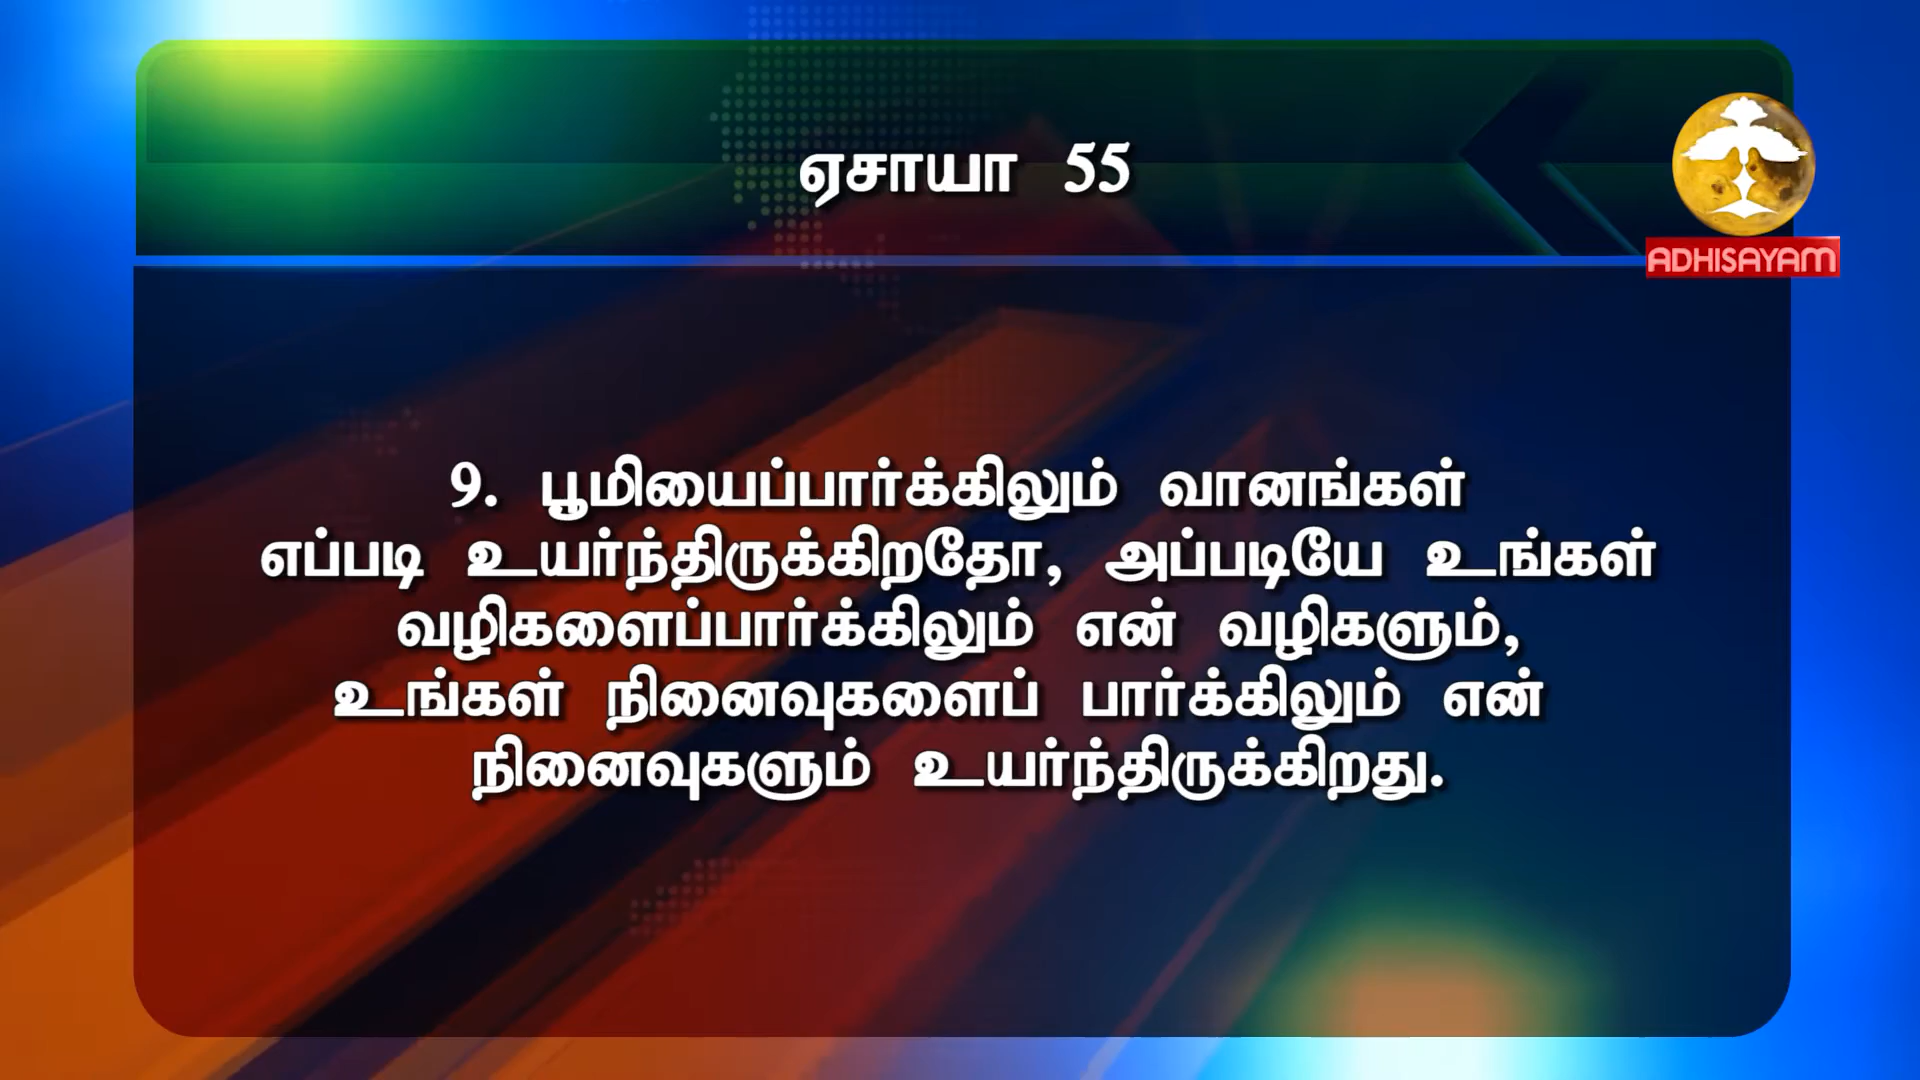 ஏசாயா 55
ADHISAYAM
9. பூமியைப்பார்க்கிலும் வானங்கள்
எப்படி உயர்ந்திருக்கிறதோ, அப்படியே உங்கள்
வழிகளைப்பார்க்கிலும் என் வழிகளும்,
உங்கள் நினைவுகளைப் பார்க்கிலும் என்
நினைவுகளும் உயர்ந்திருக்கிறது.